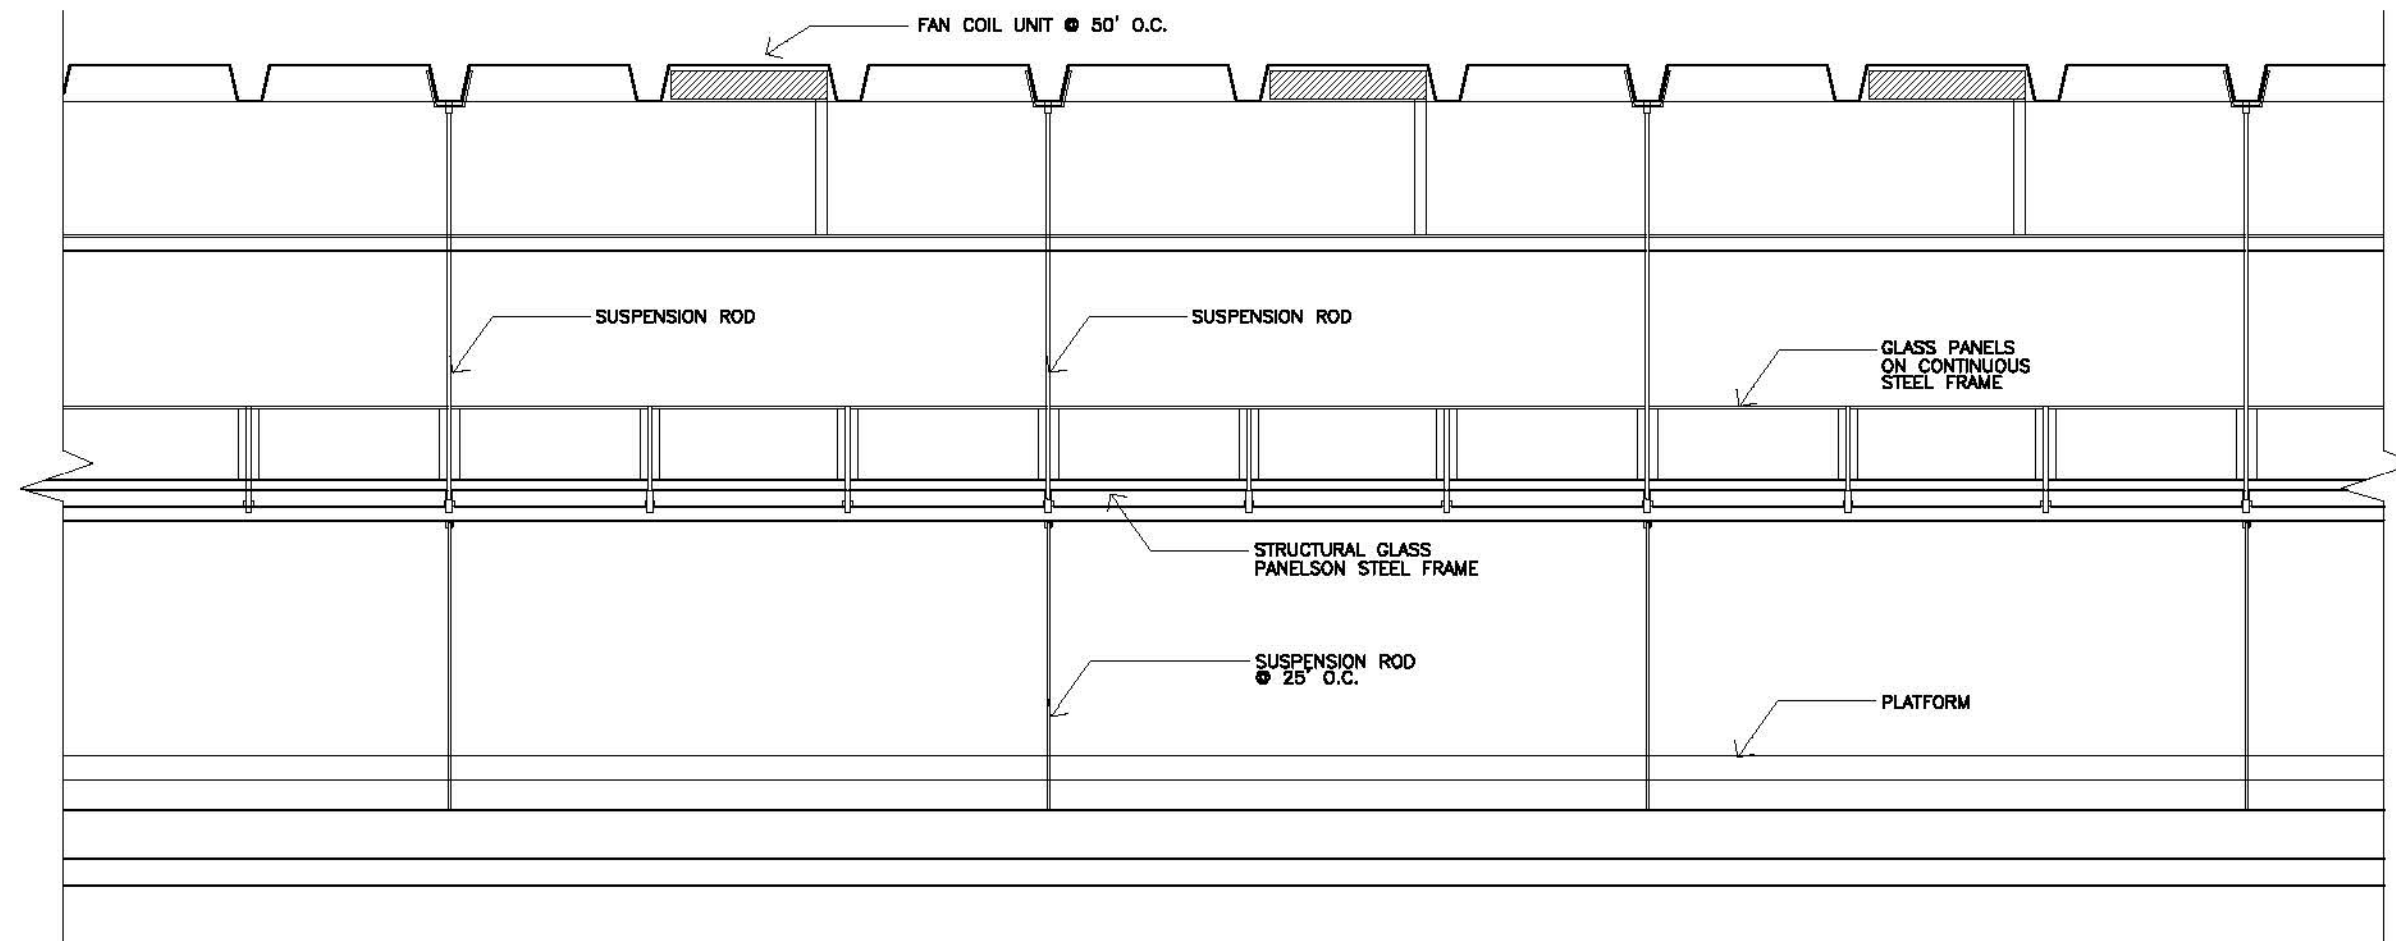 FAN COIL UNIT @ 50' O.C.
SUSPENSION ROD
SUSPENSION ROD
GLASS PANELS
ON CONTINUOUS
STEEL FRAME
STRUCTURAL GLASS
PANELSON STEEL FRAME
SUSPENSION ROD
@ 25' O.C.
PLATFORM